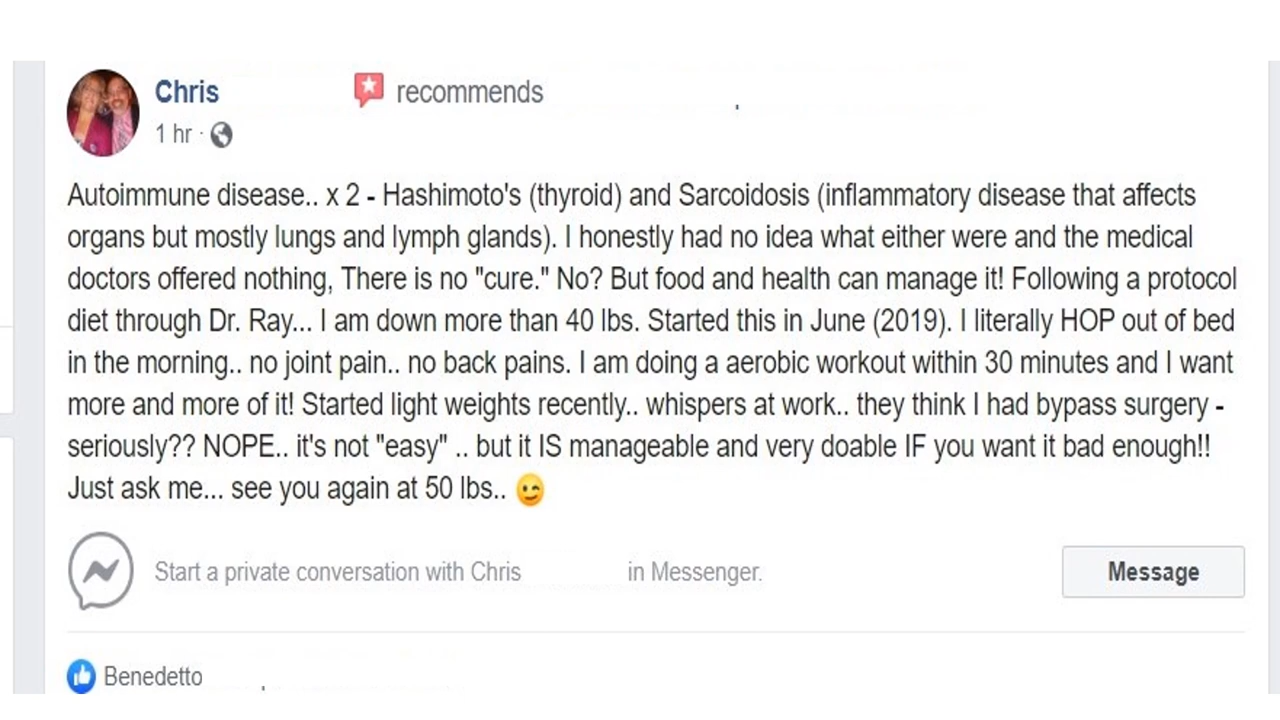 Chris recommends
1 hr ·
Autoimmune disease.. x 2 - Hashimoto's (thyroid) and Sarcoidosis (inflammatory disease that affects
organs but mostly lungs and lymph glands). I honestly had no idea what either were and the medical
doctors offered nothing, There is no "cure." No? But food and health can manage it! Following a protocol
diet through Dr. Ray... I am down more than 40 lbs. Started this in June (2019). I literally HOP out of bed
in the morning.. no joint pain.. no back pains. I am doing a aerobic workout within 30 minutes and I want
more and more of it! Started light weights recently.. whispers at work.. they think I had bypass surgery -
seriously?? NOPE.. it's not "easy" .. but it IS manageable and very doable IF you want it bad enough!!
Just ask me... see you again at 50 lbs.. 😉
Start a private conversation with Chris in Messenger.
Message
Benedetto